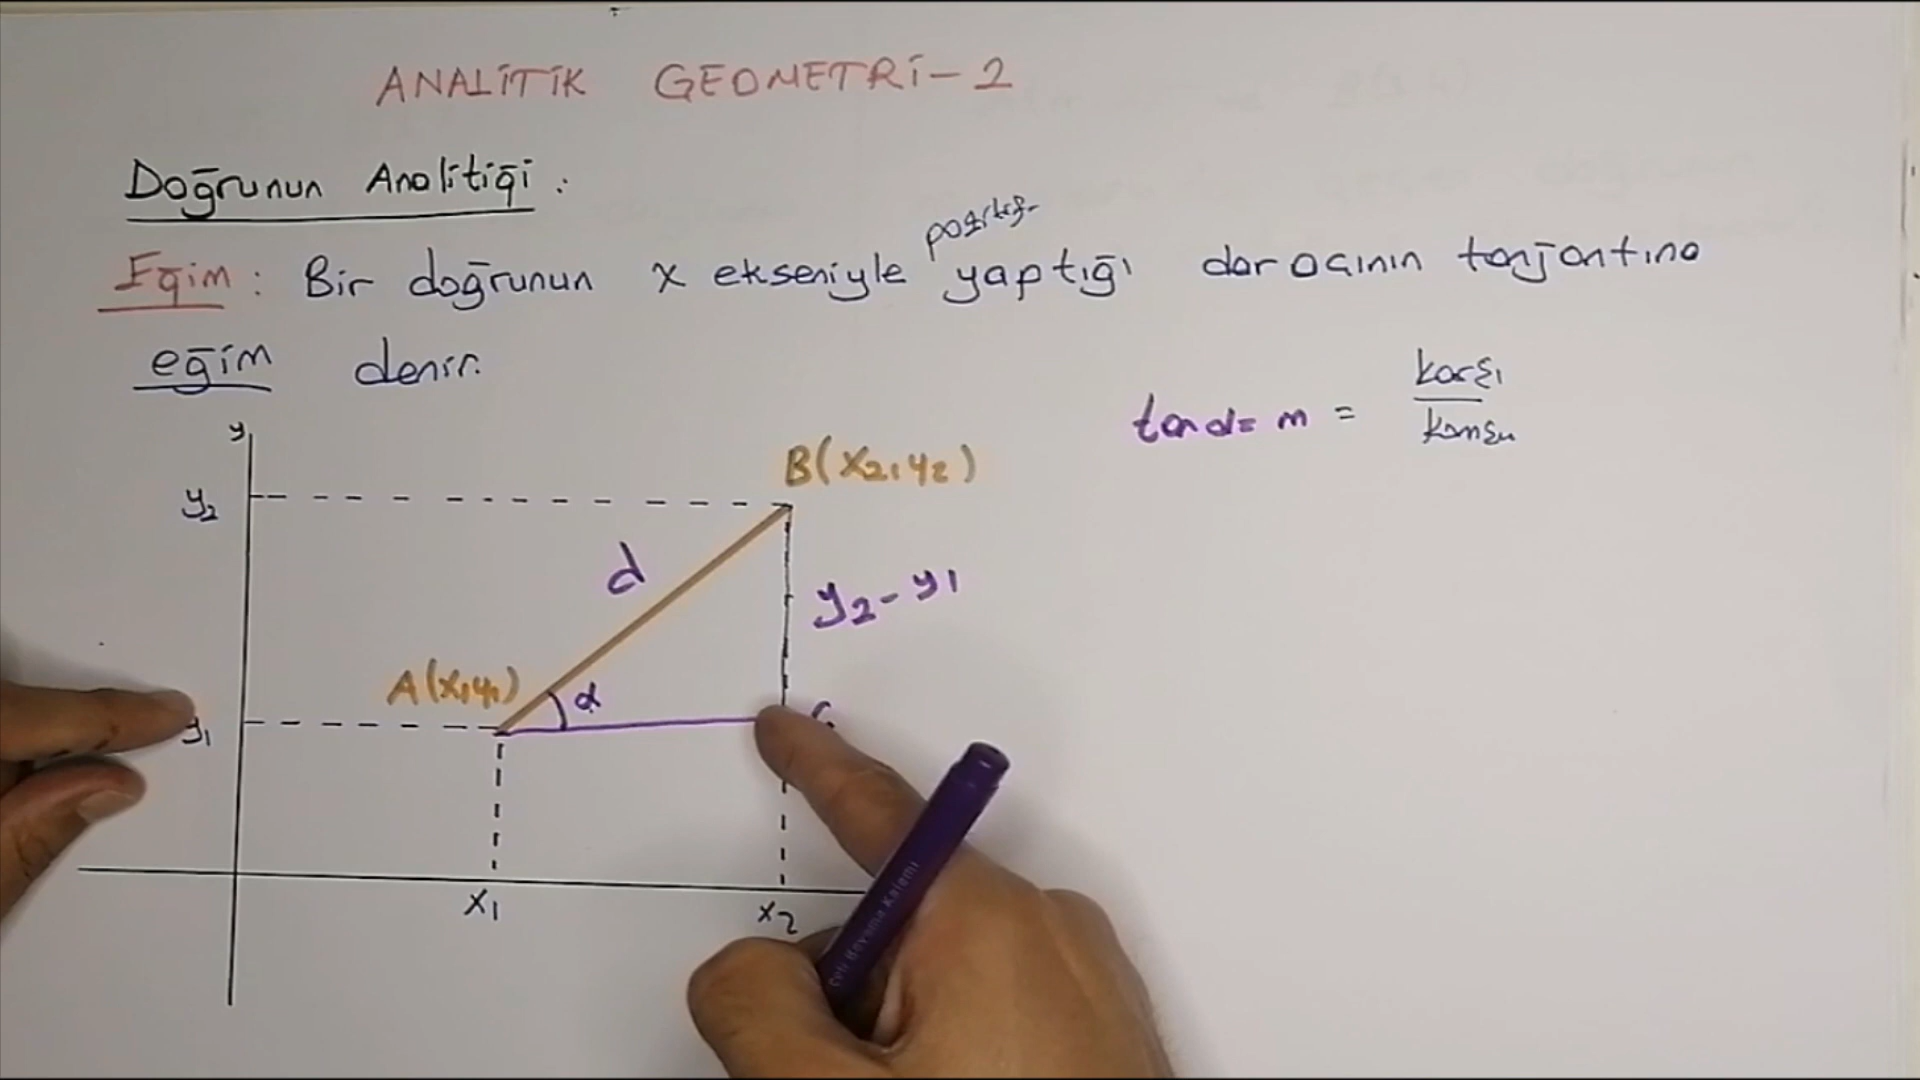 ANALİTİK GEOMETRİ-2
Doğrunun Analitiği :
pozitif
Eğim : Bir doğrunun x ekseniyle yaptığı dar açının tanjantına
eğim denir.
tanα = m = karşı
komşu
y
B(x2,y2)
y2
d
y2-y1
A(x1,y1)
α
y1
x1
x2